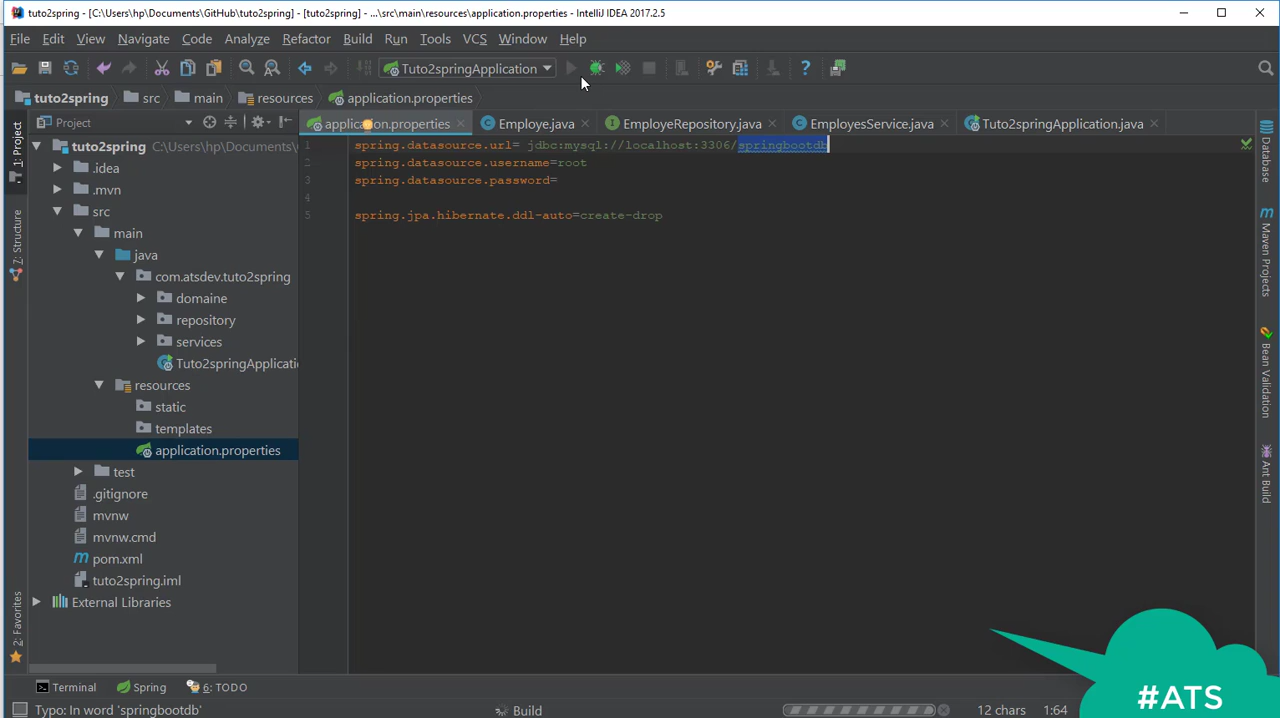 tuto2spring - [C:\Users\hp\Documents\GitHub\tuto2spring] - [tuto2spring] - ...\src\main\resources\application.properties - IntelliJ IDEA 2017.2.5
File Edit View Navigate Code Analyze Refactor Build Run Tools VCS Window Help
Tuto2springApplication
tuto2spring src main resources application.properties
Project
application.properties Employe.java EmployeRepository.java EmployesService.java Tuto2springApplication.java
1 spring.datasource.url= jdbc:mysql://localhost:3306/springbootdb
2 spring.datasource.username=root
3 spring.datasource.password=
4
5 spring.jpa.hibernate.ddl-auto=create-drop
tuto2spring
.idea
.mvn
src
main
java
com.atsdev.tuto2spring
domaine
repository
services
Tuto2springApplicati
resources
static
templates
application.properties
test
.gitignore
mvnw
mvnw.cmd
pom.xml
tuto2spring.iml
External Libraries
1: Project
7: Structure
2: Favorites
Database
Maven Projects
Bean Validation
Ant Build
Terminal Spring 6: TODO
Typo: In word 'springbootdb' Build 12 chars 1:64
#ATS